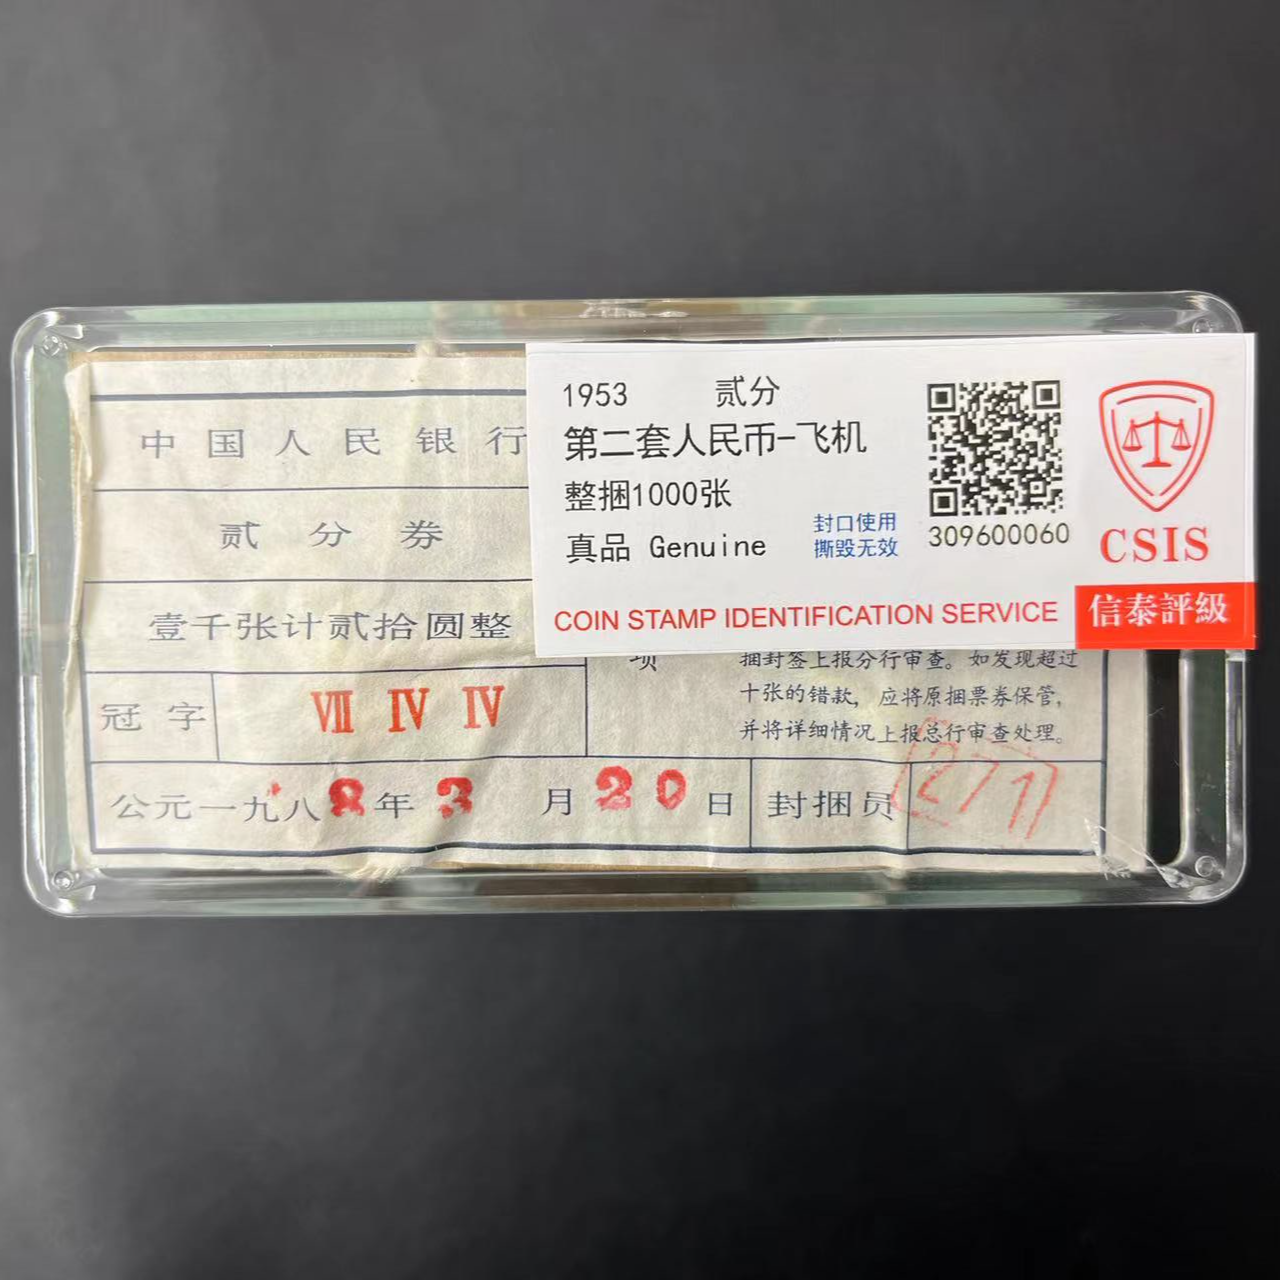 中国人民银行
贰分券
壹千张计贰拾圆整
冠字
VII IV IV
公元一九八8年3月20日
封捆员
271
项
捆封签上报分行审查。如发现超过
十张的错款，应将原捆票券保管，
并将详细情况上报总行审查处理。
1953 贰分
第二套人民币-飞机
整捆1000张
真品 Genuine
封口使用
撕毁无效
309600060
CSIS
COIN STAMP IDENTIFICATION SERVICE
信泰評級